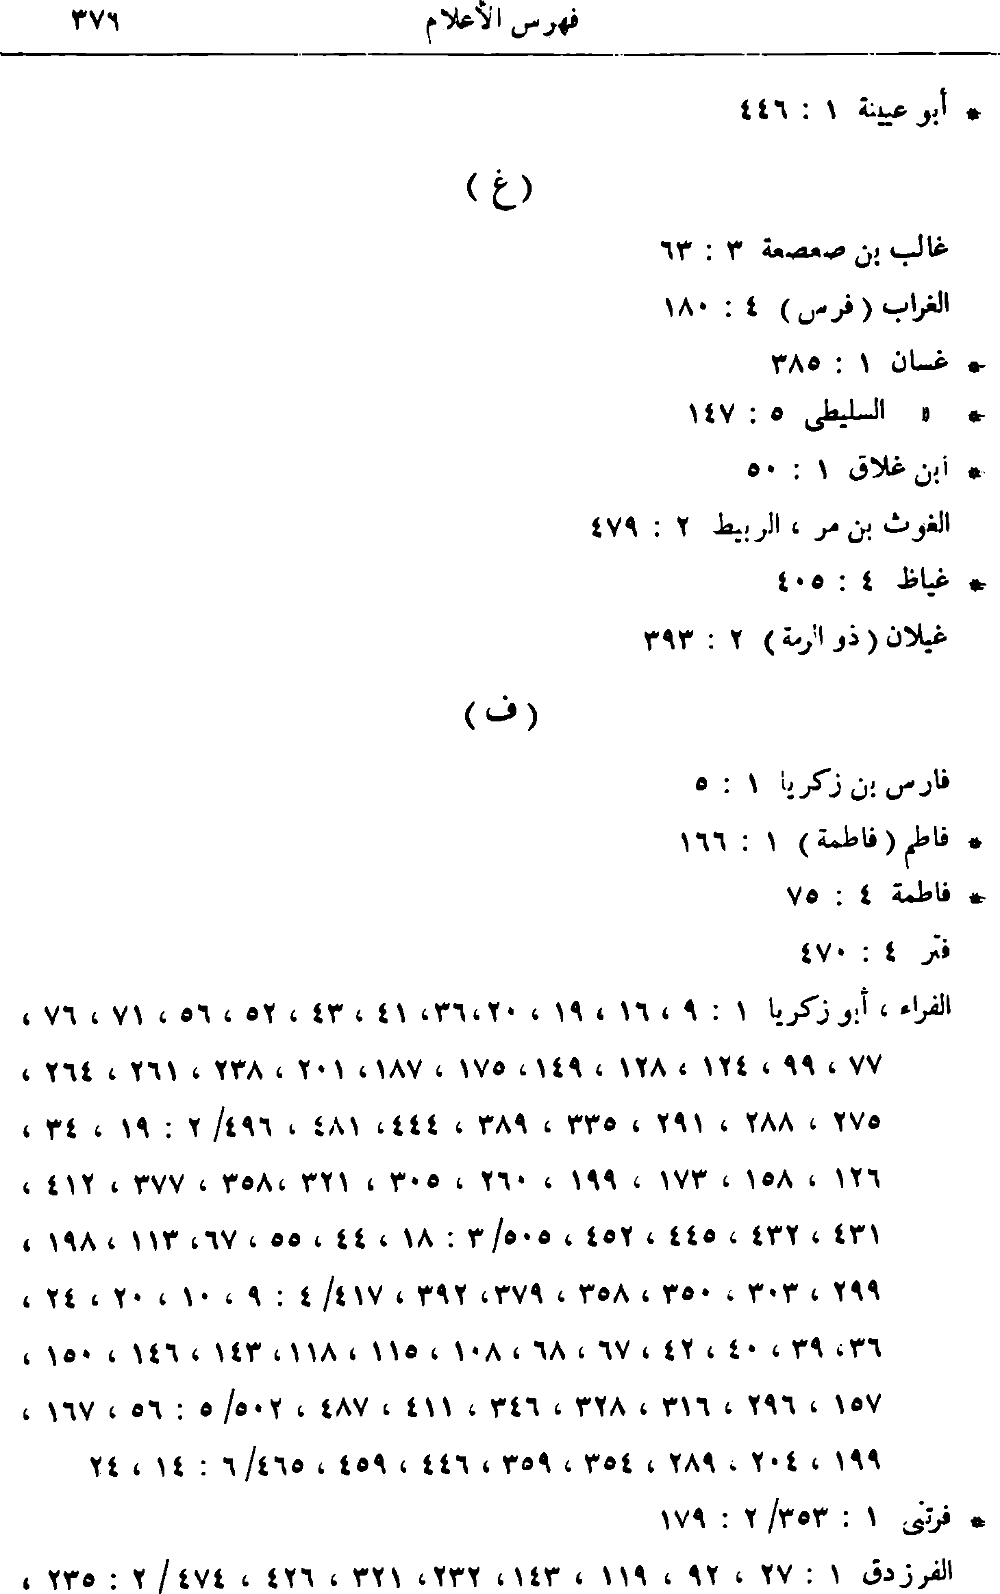 فهرس الأعلام ٣٧٦
* أبو عيينة ١ : ٤٤٦
( غ )
غالب بن صعصعة ٣ : ٦٣
الغراب ( فرس ) ٤ : ١٨٠
* غسان ١ : ٣٨٥
* » السليطى ٥ : ١٤٧
* ابن غلاق ١ : ٥٠
الغوث بن مر ، الربيط ٢ : ٤٧٩
* غياظ ٤ : ٤٠٥
غيلان ( ذو الرمة ) ٢ : ٣٩٣
( ف )
فارس بن زكريا ١ : ٥
* فاطم ( فاطمة ) ١ : ١٦٦
* فاطمة ٤ : ٧٥
فتر ٤ : ٤٧٠
الفراء ، أبو زكريا ١ : ٩ ، ١٦ ، ١٩ ، ٢٠ ،٣٦ ، ٤١ ، ٤٣ ، ٥٢ ، ٥٦ ، ٧١ ، ٧٦ ،
٧٧ ، ٩٩ ، ١٢٤ ، ١٢٨ ، ١٤٩ ، ١٧٥ ، ١٨٧ ، ٢٠١ ، ٢٣٨ ، ٢٦١ ، ٢٦٤ ،
٢٧٥ ، ٢٨٨ ، ٢٩١ ، ٣٣٥ ، ٣٨٩ ، ٤٤٤ ، ٤٨١ ، ٤٩٦/ ٢ : ١٩ ، ٣٤ ،
١٢٦ ، ١٥٨ ، ١٧٣ ، ١٩٩ ، ٢٦٠ ، ٣٠٥ ، ٣٢١ ، ٣٥٨ ، ٣٧٧ ، ٤١٢ ،
٤٣١ ، ٤٣٢ ، ٤٤٥ ، ٤٥٢ ، ٥٠٥/ ٣ : ١٨ ، ٤٤ ، ٥٥ ، ٦٧ ، ١١٣ ، ١٩٨ ،
٢٩٩ ، ٣٠٣ ، ٣٥٠ ، ٣٥٨ ، ٣٧٩ ، ٣٩٢ ، ٤١٧/ ٤ : ٩ ، ١٠ ، ٢٠ ، ٢٤ ،
٣٦ ، ٣٩ ، ٤٠ ، ٤٢ ، ٦٧ ، ٦٨ ، ١٠٨ ، ١١٥ ، ١١٨ ، ١٤٣ ، ١٤٦ ، ١٥٠ ،
١٥٧ ، ٢٩٦ ، ٣١٦ ، ٣٢٨ ، ٣٤٦ ، ٤١١ ، ٤٨٧ ، ٥٠٢/ ٥ : ٥٦ ، ١٦٧ ،
١٩٩ ، ٢٠٤ ، ٢٨٩ ، ٣٥٤ ، ٣٥٩ ، ٤٤٦ ، ٤٥٩ ، ٤٦٥/ ٦ : ١٤ ، ٢٤
* فرتنى ١ : ٣٥٣/ ٢ : ١٧٩
الفرزدق ١ : ٢٧ ، ٩٢ ، ١١٩ ، ١٤٣ ، ٢٣٢ ، ٣٢١ ، ٤٢٦ ، ٤٧٤/ ٢ : ٢٣٥ ،